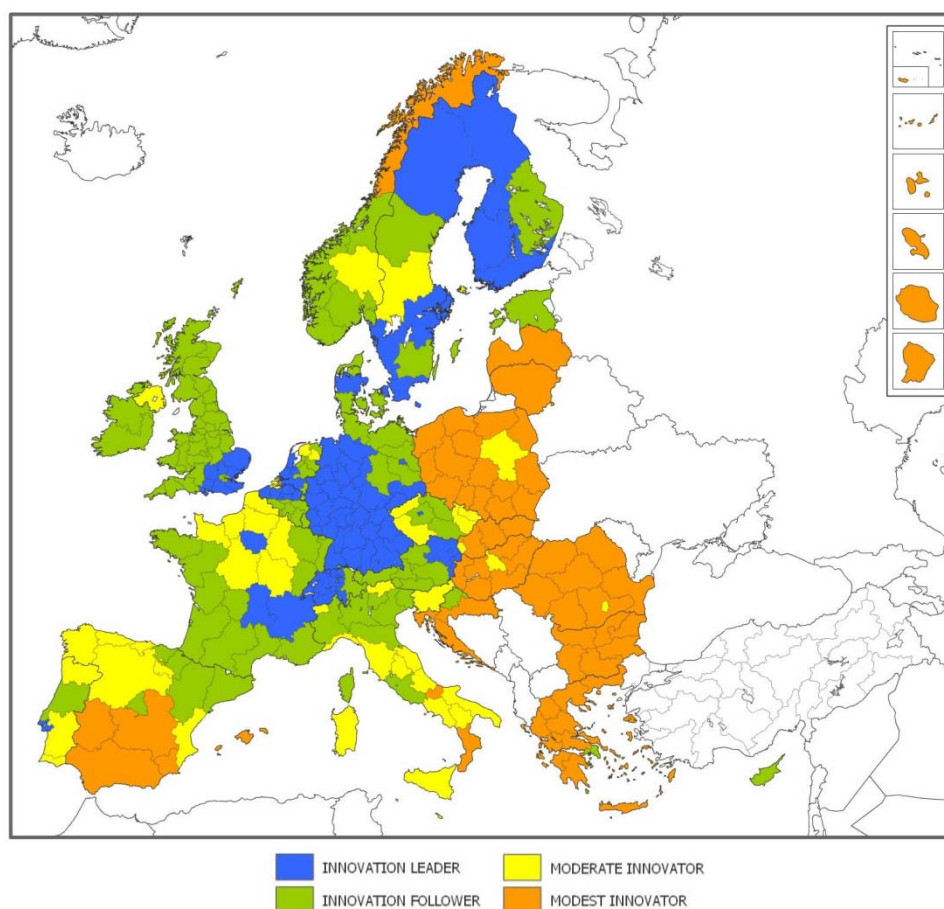 INNOVATION LEADER
MODERATE INNOVATOR
INNOVATION FOLLOWER
MODEST INNOVATOR